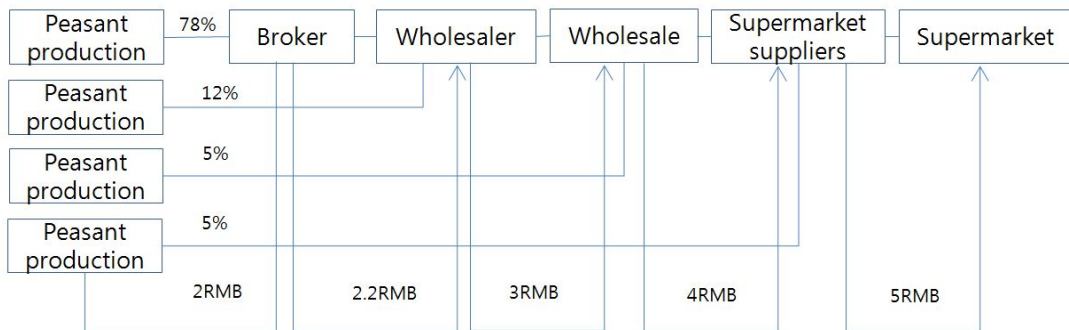 Peasant
production
78%
Broker
Wholesaler
Wholesale
Supermarket
suppliers
Supermarket
Peasant
production
12%
Peasant
production
5%
Peasant
production
5%
2RMB
2.2RMB
3RMB
4RMB
5RMB